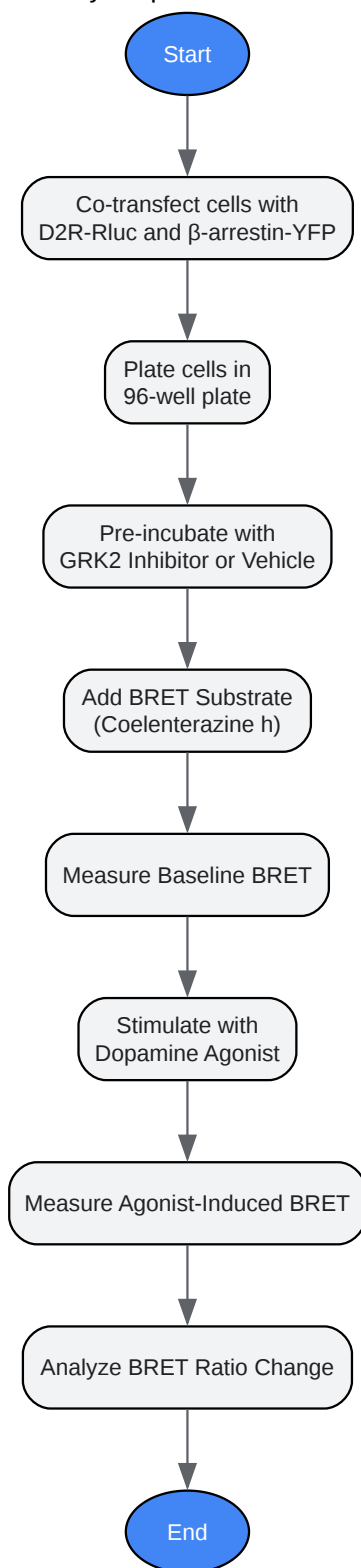 Start
Co-transfect cells with
D2R-Rluc and β-arrestin-YFP
Plate cells in
96-well plate
Pre-incubate with
GRK2 Inhibitor or Vehicle
Add BRET Substrate
(Coelenterazine h)
Measure Baseline BRET
Stimulate with
Dopamine Agonist
Measure Agonist-Induced BRET
Analyze BRET Ratio Change
End